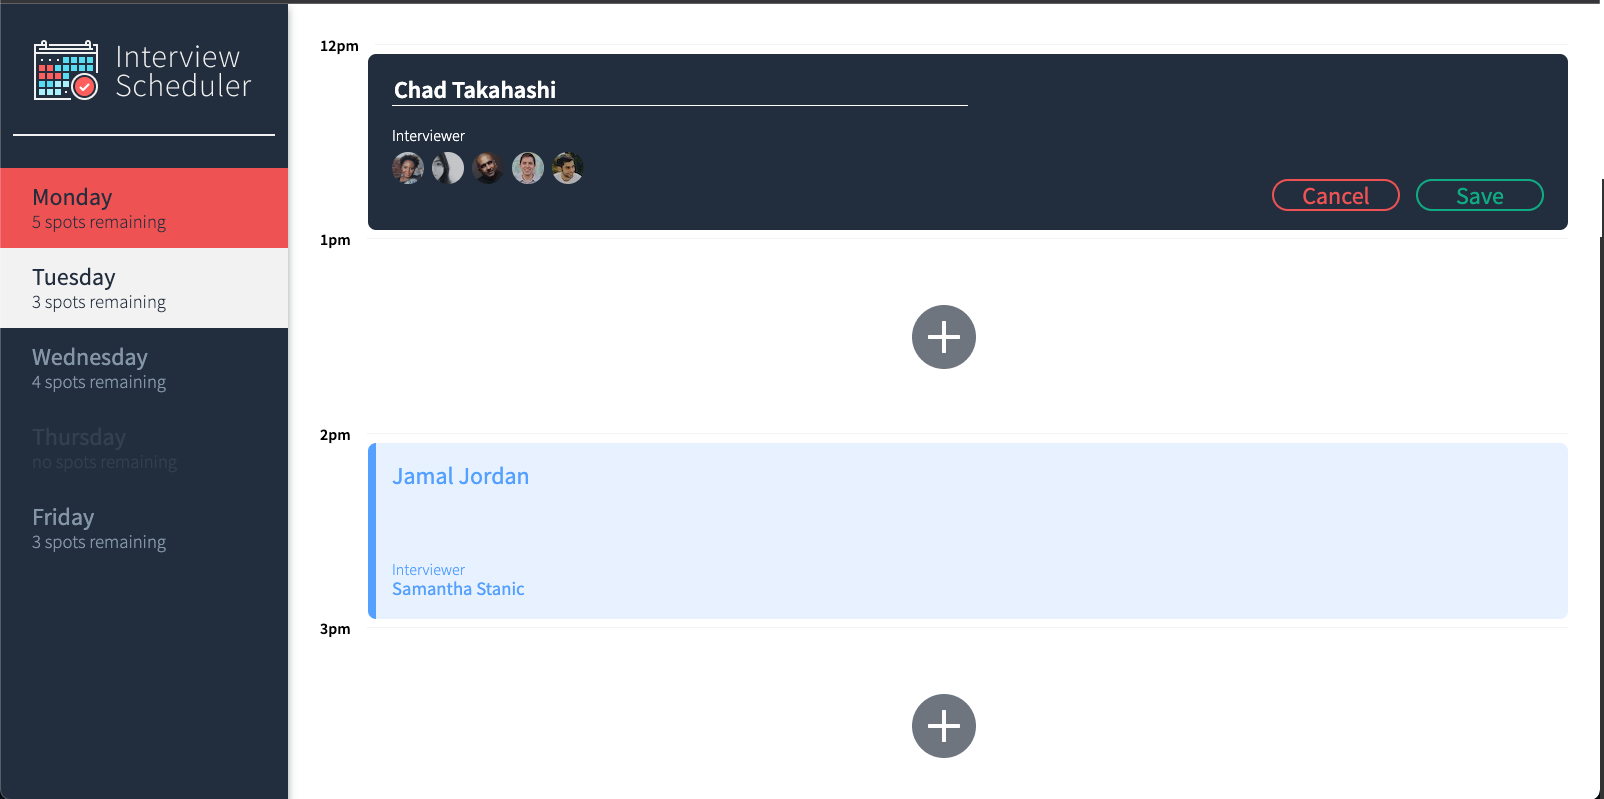 Interview
Scheduler
Monday
5 spots remaining
Tuesday
3 spots remaining
Wednesday
4 spots remaining
Thursday
no spots remaining
Friday
3 spots remaining
12pm
Chad Takahashi
Interviewer
Cancel
Save
1pm
2pm
Jamal Jordan
Interviewer
Samantha Stanic
3pm